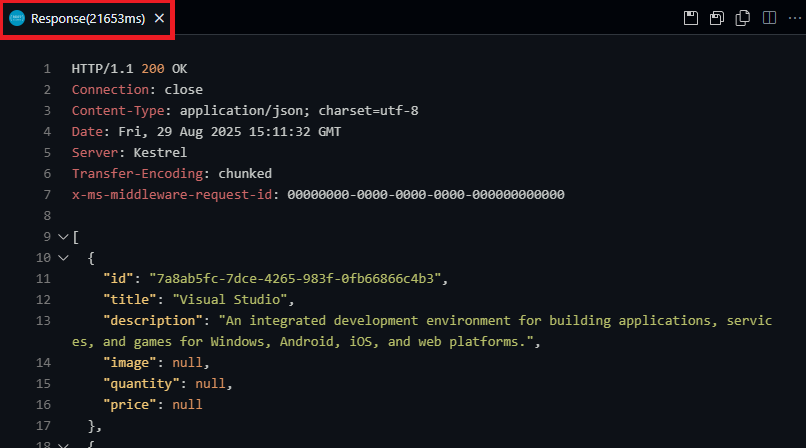 Response(21653ms)
1 HTTP/1.1 200 OK
2 Connection: close
3 Content-Type: application/json; charset=utf-8
4 Date: Fri, 29 Aug 2025 15:11:32 GMT
5 Server: Kestrel
6 Transfer-Encoding: chunked
7 x-ms-middleware-request-id: 00000000-0000-0000-0000-000000000000
8
9 [
10 {
11 "id": "7a8ab5fc-7dce-4265-983f-0fb66866c4b3",
12 "title": "Visual Studio",
13 "description": "An integrated development environment for building applications, servic
es, and games for Windows, Android, iOS, and web platforms.",
14 "image": null,
15 "quantity": null,
16 "price": null
17 },
18 {